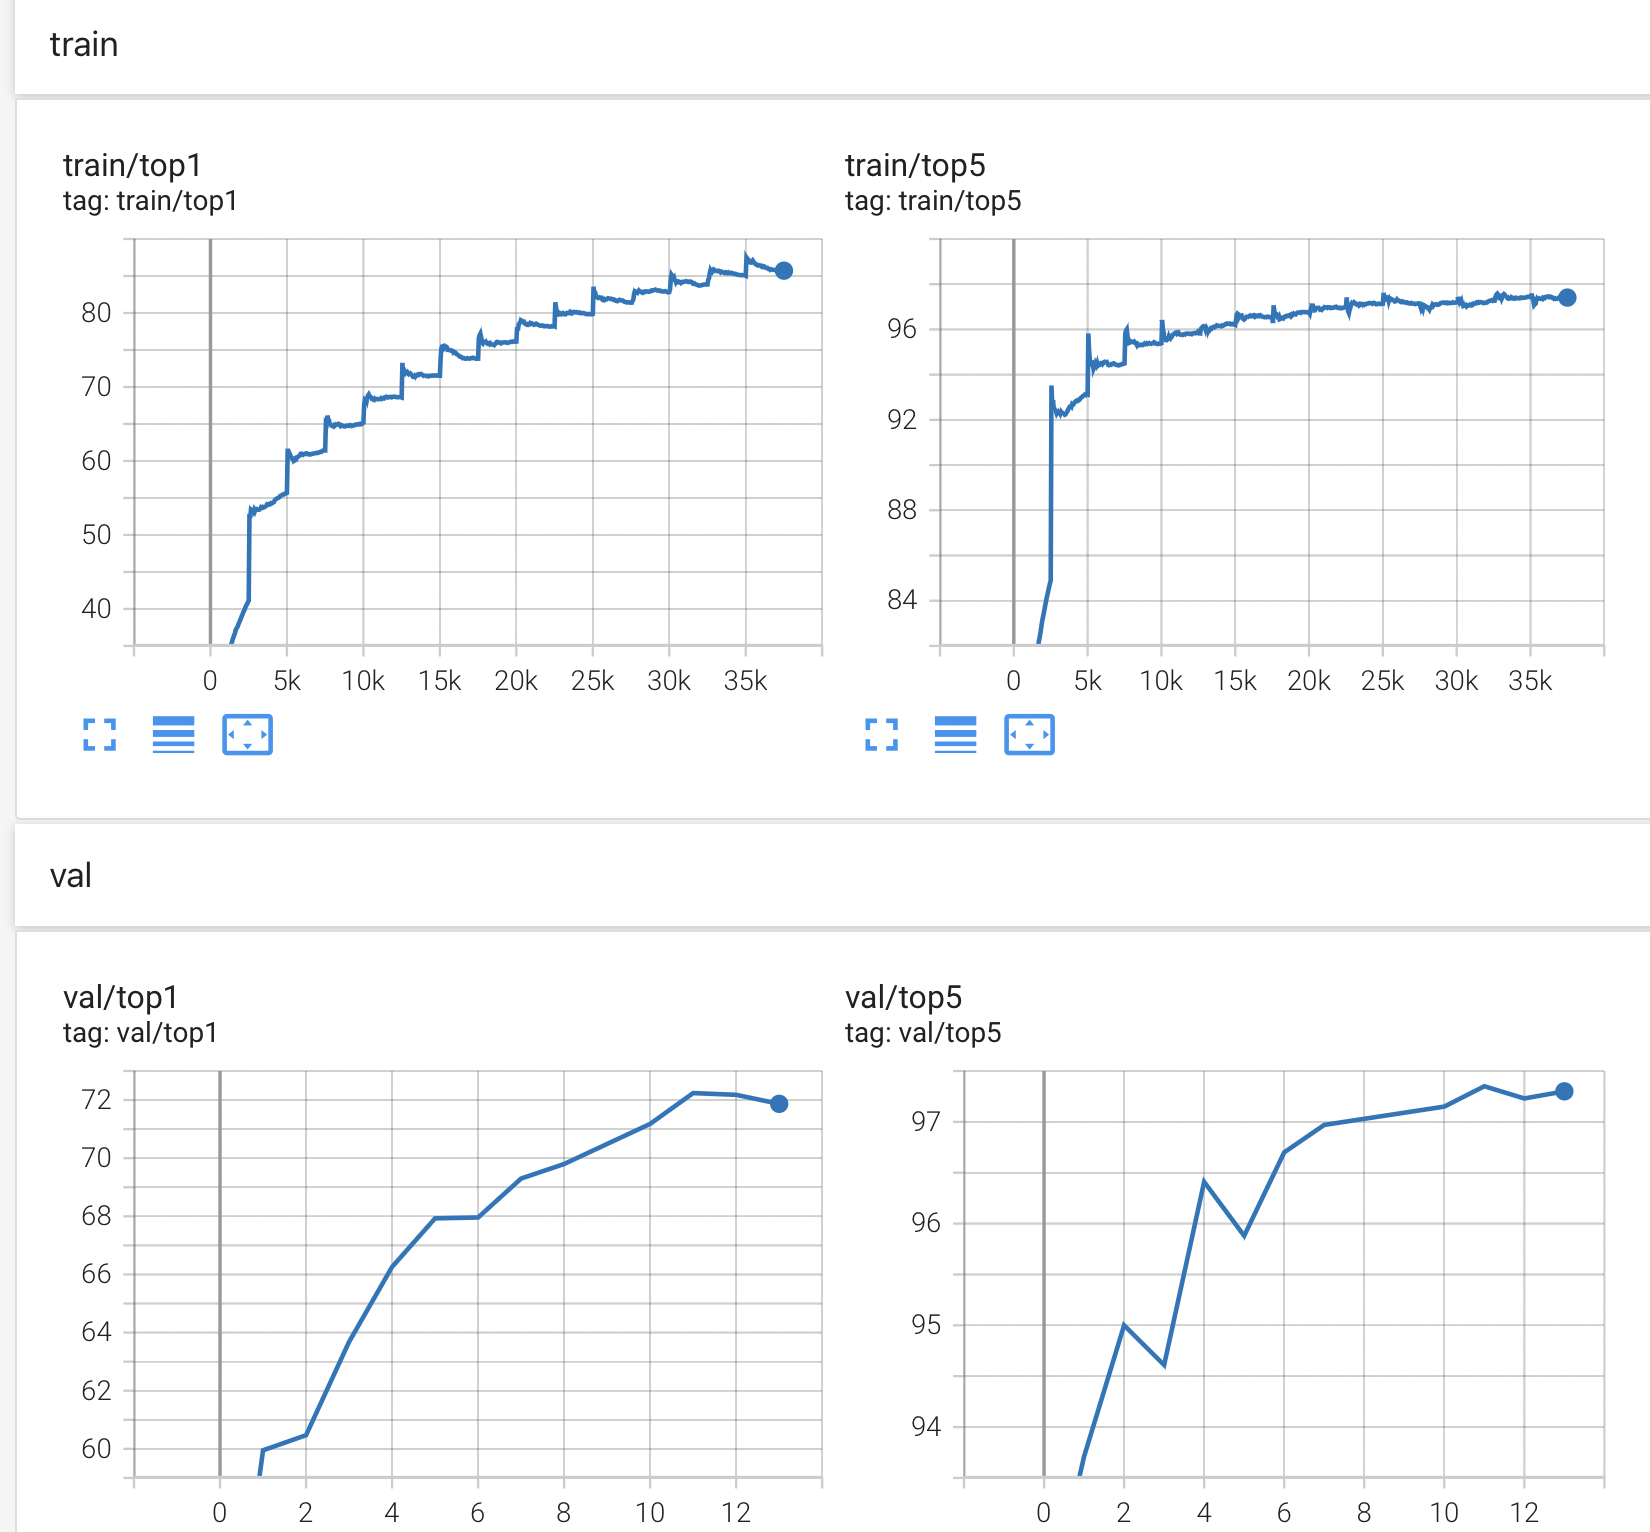 train
train/top1
tag: train/top1
80
70
60
50
40
0 5k 10k 15k 20k 25k 30k 35k
train/top5
tag: train/top5
96
92
88
84
0 5k 10k 15k 20k 25k 30k 35k
val
val/top1
tag: val/top1
72
70
68
66
64
62
60
0 2 4 6 8 10 12
val/top5
tag: val/top5
97
96
95
94
0 2 4 6 8 10 12